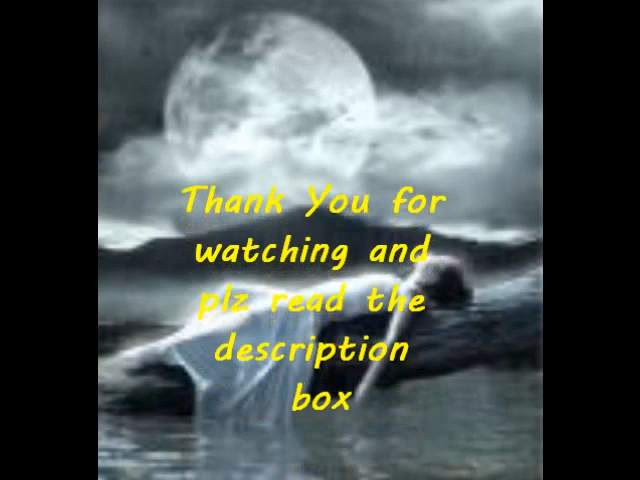 Thank You for
watching and
plz read the
description
box